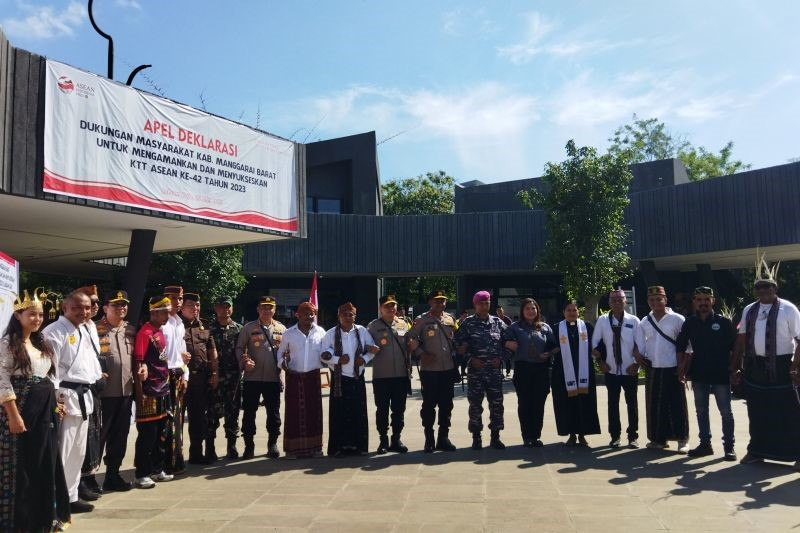 ASEAN
APEL DEKLARASI
DUKUNGAN MASYARAKAT KAB. MANGGARAI BARAT
UNTUK MENGAMANKAN DAN MENYUKSESKAN
KTT ASEAN KE-42 TAHUN 2023